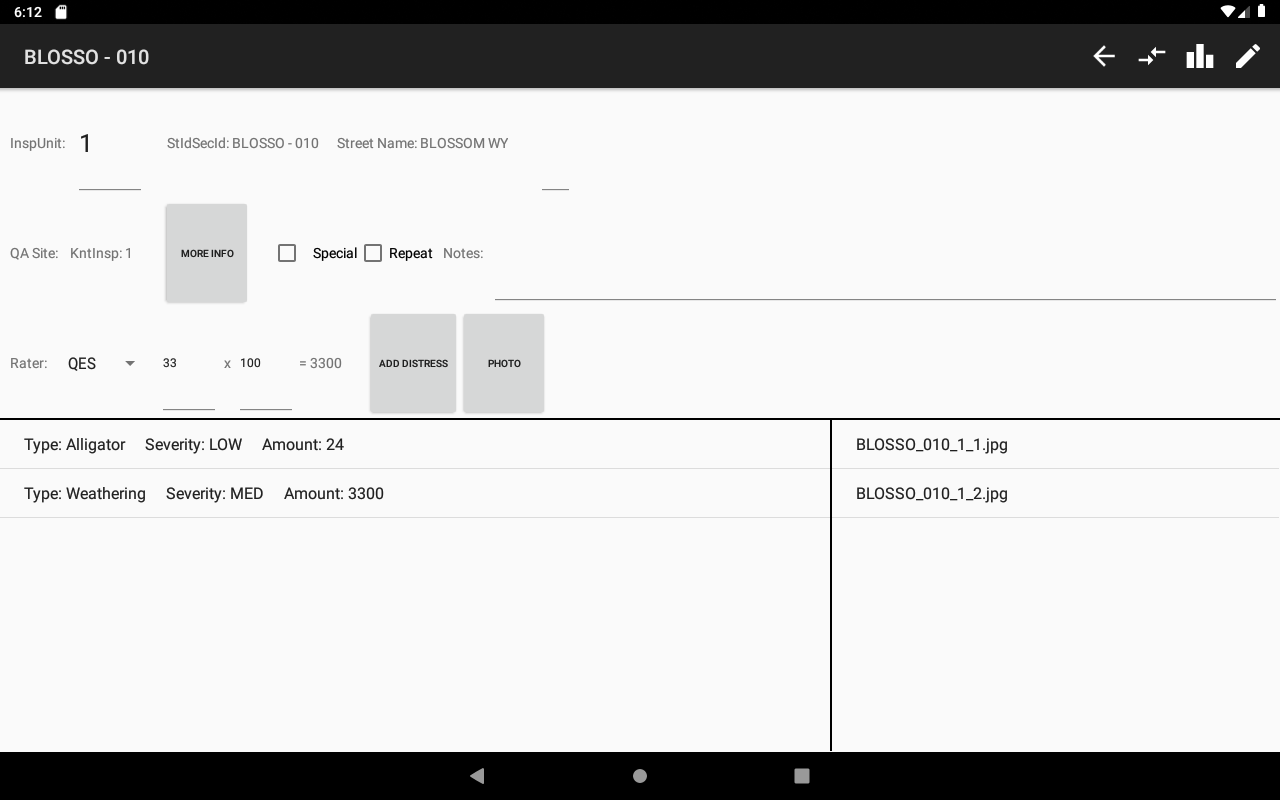 6:12
BLOSSO - 010
InspUnit: 1 StIdSecId: BLOSSO - 010 Street Name: BLOSSOM WY
QA Site: KntInsp: 1 MORE INFO Special Repeat Notes:
Rater: QES 33 x 100 = 3300 ADD DISTRESS PHOTO
Type: Alligator Severity: LOW Amount: 24
BLOSSO_010_1_1.jpg
Type: Weathering Severity: MED Amount: 3300
BLOSSO_010_1_2.jpg